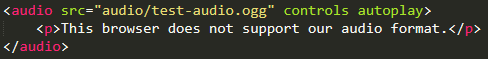 <audio src="audio/test-audio.ogg" controls autoplay>
    <p>This browser does not support our audio format.</p>
</audio>